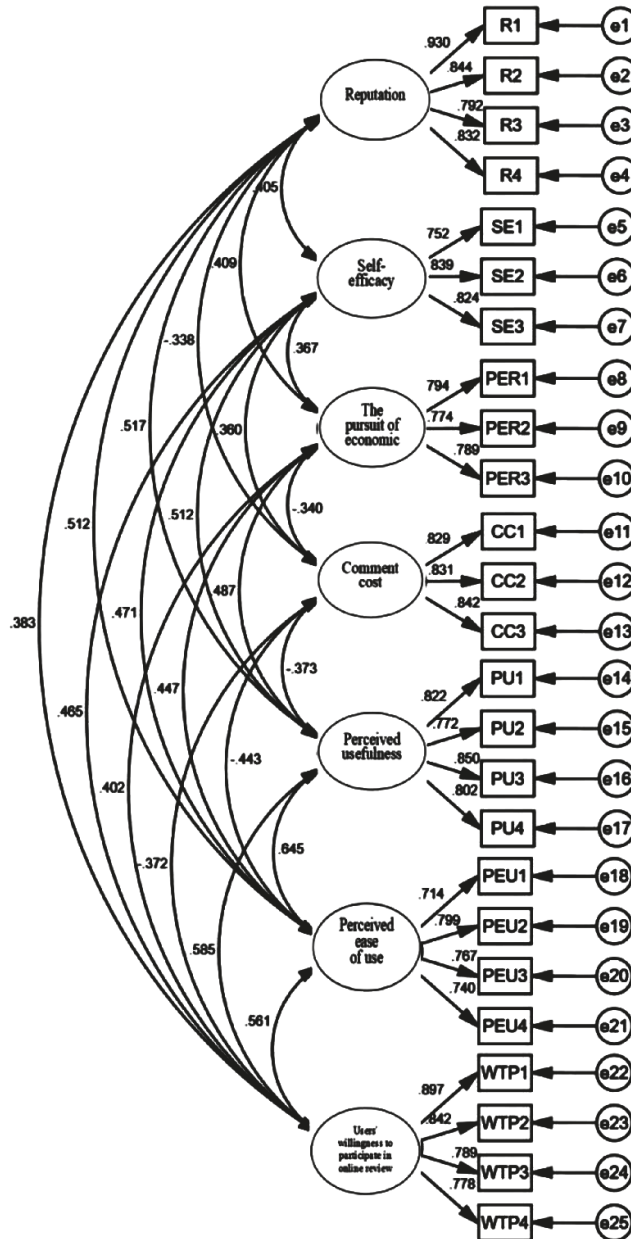 R1
e1
.930
R2
e2
.844
Reputation
R3
e3
.792
R4
e4
.832
.405
SE1
e5
752
Self-
efficacy
SE2
e6
.839
SE3
e7
.824
.409
.367
PER1
e8
794
The
pursuit of
economic
PER2
e9
.774
PER3
e10
.789
-.338
.360
-.340
CC1
e11
.829
Comment
cost
CC2
e12
.831
CC3
e13
.842
.517
.512
.487
-.373
PU1
e14
.822
Perceived
usefulness
PU2
e15
.772
PU3
e16
.850
PU4
e17
.802
.512
.471
.447
-.443
.645
PEU1
e18
.714
Perceived
ease
of use
PEU2
e19
.799
PEU3
e20
.767
PEU4
e21
.740
.383
.465
.402
-.372
.585
.561
WTP1
e22
.897
Users'
willingness to
participate in
online review
WTP2
e23
.842
WTP3
e24
.789
WTP4
e25
.778